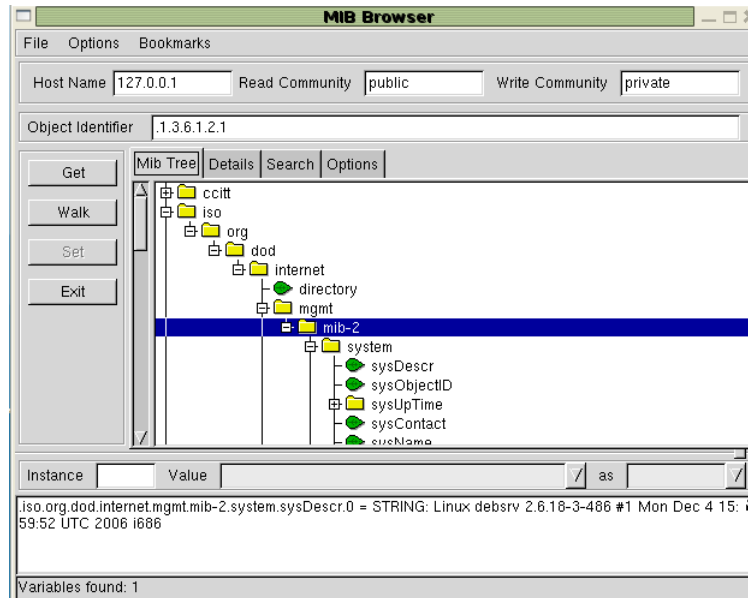 MIB Browser
File Options Bookmarks
Host Name 127.0.0.1 Read Community public Write Community private
Object Identifier .1.3.6.1.2.1
Get
Walk
Set
Exit
Mib Tree Details Search Options
ccitt
iso
org
dod
internet
directory
mgmt
mib-2
system
sysDescr
sysObjectID
sysUpTime
sysContact
sysName
Instance Value as
.iso.org.dod.internet.mgmt.mib-2.system.sysDescr.0 = STRING: Linux debsrv 2.6.18-3-486 #1 Mon Dec 4 15:
59:52 UTC 2006 i686
Variables found: 1